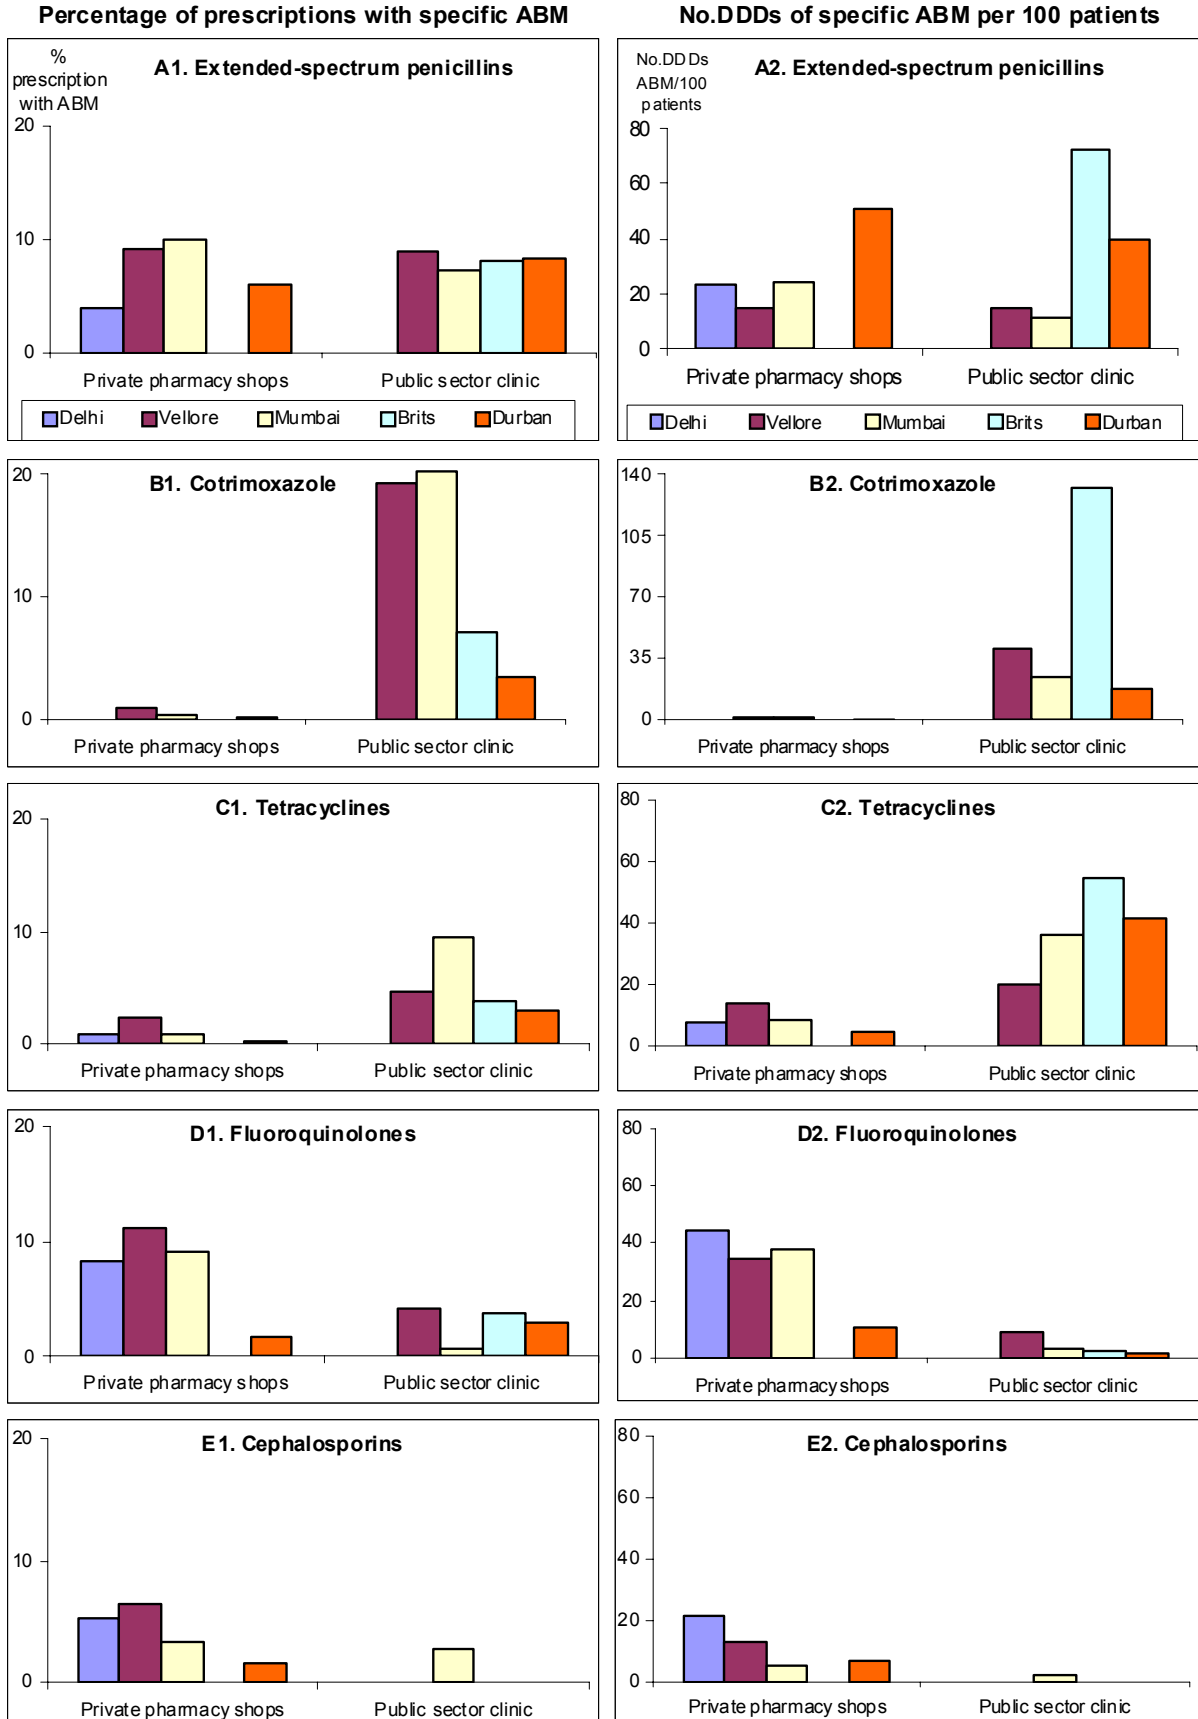 Percentage of prescriptions with specific ABM
No.DDDs of specific ABM per 100 patients
%
prescription
with ABM
A1. Extended-spectrum penicillins
20
10
0
Private pharmacy shops
Public sector clinic
Delhi
Vellore
Mumbai
Brits
Durban
No.DDDs
ABM/100
patients
A2. Extended-spectrum penicillins
80
60
40
20
0
Private pharmacy shops
Public sector clinic
Delhi
Vellore
Mumbai
Brits
Durban
B1. Cotrimoxazole
20
10
0
Private pharmacy shops
Public sector clinic
B2. Cotrimoxazole
140
105
70
35
0
Private pharmacy shops
Public sector clinic
C1. Tetracyclines
20
10
0
Private pharmacy shops
Public sector clinic
C2. Tetracyclines
80
60
40
20
0
Private pharmacy shops
Public sector clinic
D1. Fluoroquinolones
20
10
0
Private pharmacy shops
Public sector clinic
D2. Fluoroquinolones
80
60
40
20
0
Private pharmacy shops
Public sector clinic
E1. Cephalosporins
20
10
0
Private pharmacy shops
Public sector clinic
E2. Cephalosporins
80
60
40
20
0
Private pharmacy shops
Public sector clinic